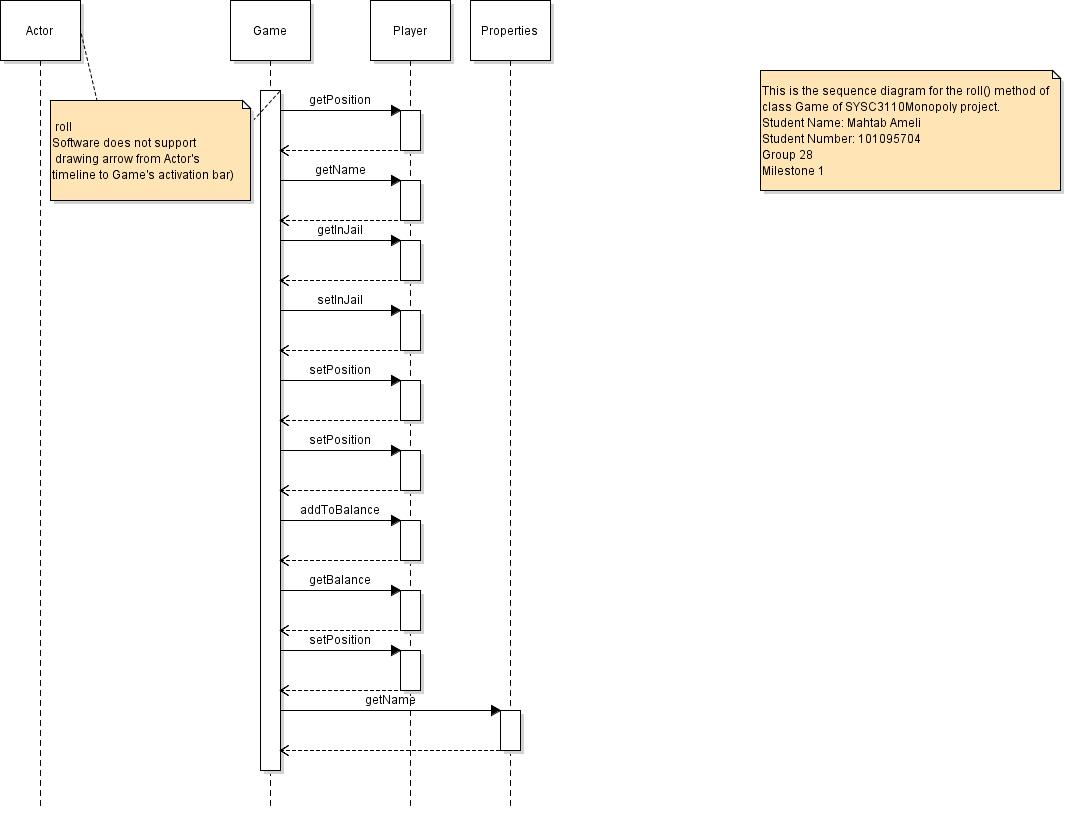 Actor
Game
Player
Properties
getPosition
roll
Software does not support
drawing arrow from Actor's
timeline to Game's activation bar)
This is the sequence diagram for the roll() method of
class Game of SYSC3110Monopoly project.
Student Name: Mahtab Ameli
Student Number: 101095704
Group 28
Milestone 1
getName
getInJail
setInJail
setPosition
setPosition
addToBalance
getBalance
setPosition
getName